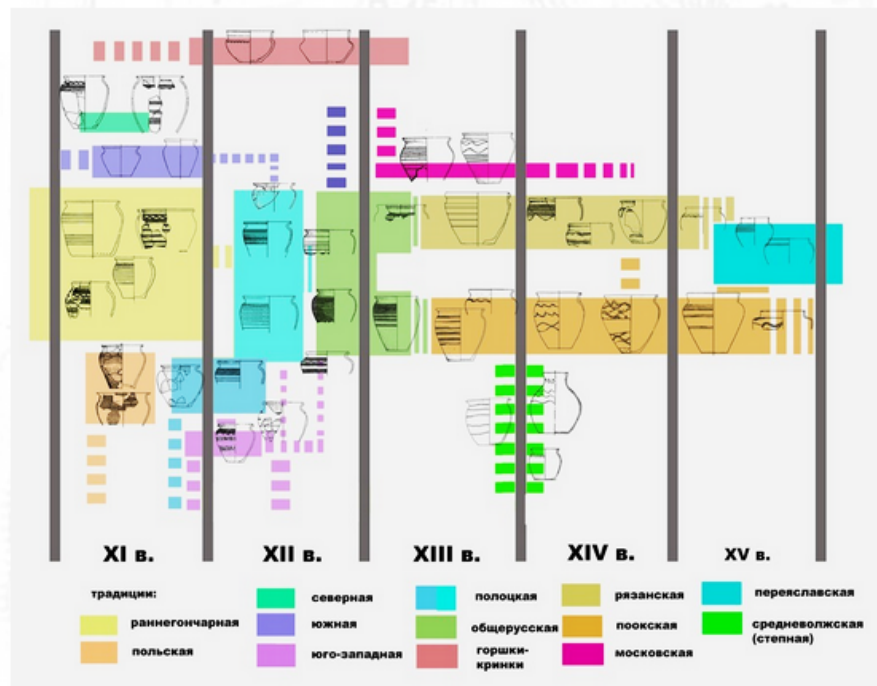 XI в. XII в. XIII в. XIV в. XV в.
традиции:
раннегончарная
польская
северная
южная
юго-западная
полоцкая
общерусская
горшки-
кринки
рязанская
поокская
московская
переяславская
средневолжская
(степная)